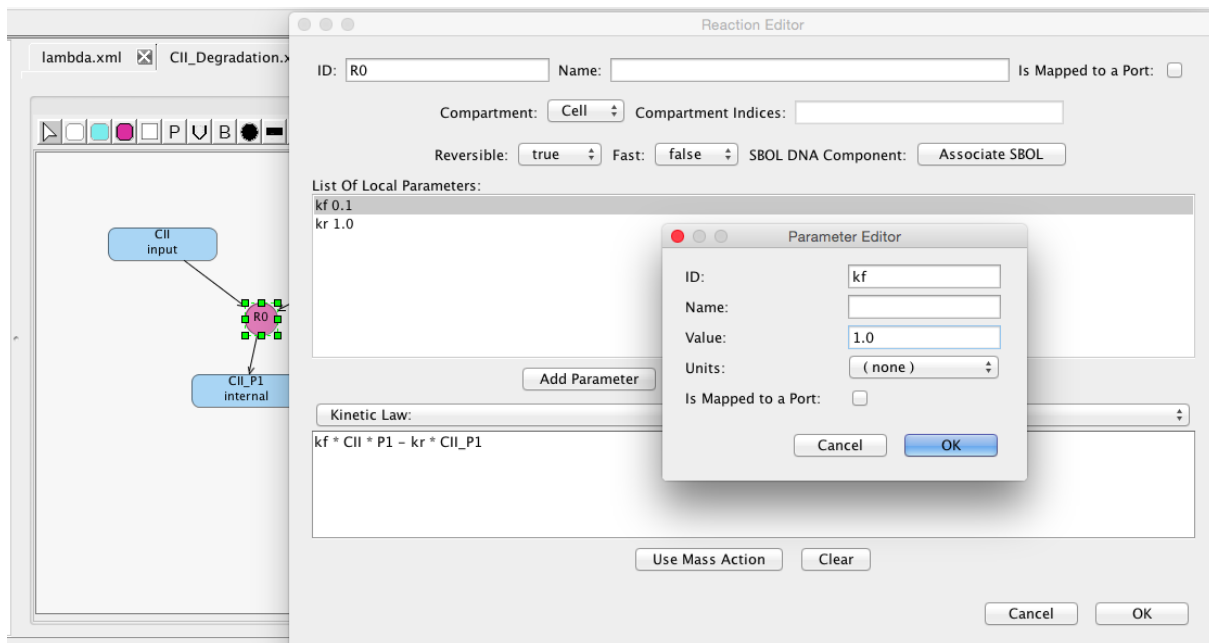 Reaction Editor
lambda.xml
CII_Degradation.x
ID: R0 Name: Is Mapped to a Port:
Compartment: Cell Compartment Indices:
P V B
Reversible: true Fast: false SBOL DNA Component: Associate SBOL
List Of Local Parameters:
kf 0.1
kr 1.0
CII
input
R0
CII_P1
internal
Parameter Editor
ID: kf
Name:
Value: 1.0
Units: ( none )
Is Mapped to a Port:
Cancel OK
Add Parameter
Kinetic Law:
kf * CII * P1 - kr * CII_P1
Use Mass Action Clear
Cancel OK